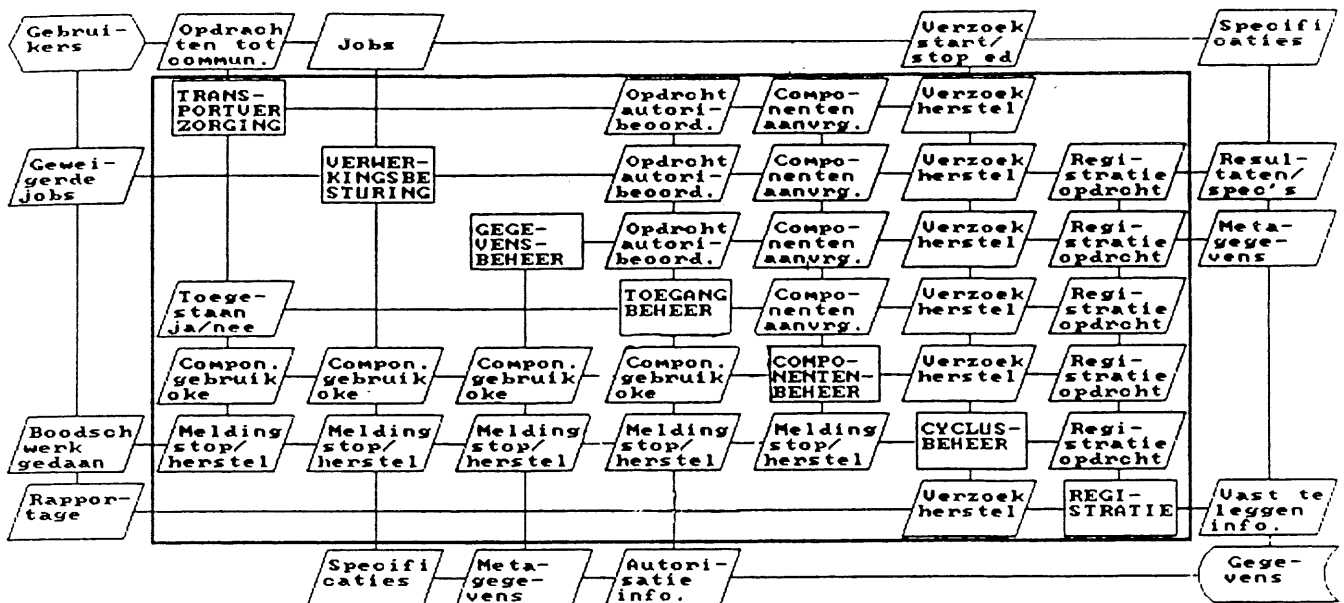 Gebrui-
kers
Opdrach
ten tot
commun.
Jobs
Verzoek
start/
stop ed
Specifi
caties
TRANS-
PORTVER
ZORGING
Opdrcht
autori-
beoord.
Compo-
nenten
aanvrg.
Verzoek
herstel
Gewei-
gerde
jobs
VERWER-
KINGSBE
STURING
Opdrcht
autori-
beoord.
Compo-
nenten
aanvrg.
Verzoek
herstel
Regi-
stratie
opdrcht
Resul-
taten/
spec's
GEGE-
VENS-
BEHEER
Opdrcht
autori-
beoord.
Compo-
nenten
aanvrg.
Verzoek
herstel
Regi-
stratie
opdrcht
Meta-
gege-
vens
Toege-
staan
ja/nee
TOEGANG
BEHEER
Compo-
nenten
aanvrg.
Verzoek
herstel
Regi-
stratie
opdrcht
Compon.
gebruik
oke
Compon.
gebruik
oke
Compon.
gebruik
oke
Compon.
gebruik
oke
COMPO-
NENTEN-
BEHEER
Verzoek
herstel
Regi-
stratie
opdrcht
Boodsch
werk
gedaan
Melding
stop/
herstel
Melding
stop/
herstel
Melding
stop/
herstel
Melding
stop/
herstel
Melding
stop/
herstel
CYCLUS-
BEHEER
Regi-
stratie
opdrcht
Rappor-
tage
Verzoek
herstel
REGI-
STRATIE
Vast te
leggen
info.
Specifi
caties
Meta-
gege-
vens
Autori-
satie
info.
Gege-
vens